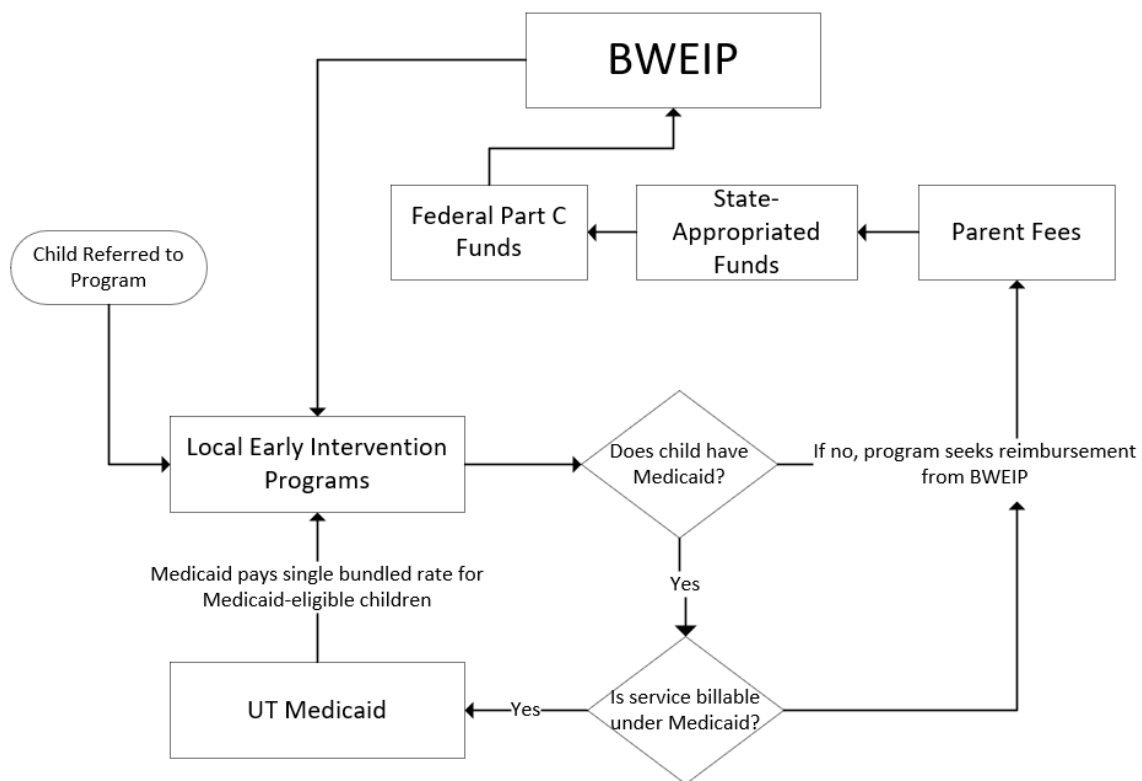 BWEIP
Federal Part C
Funds
State-
Appropriated
Funds
Parent Fees
Child Referred to
Program
Local Early Intervention
Programs
Does child have
Medicaid?
If no, program seeks reimbursement
from BWEIP
Medicaid pays single bundled rate for
Medicaid-eligible children
Yes
UT Medicaid
Yes
Is service billable
under Medicaid?